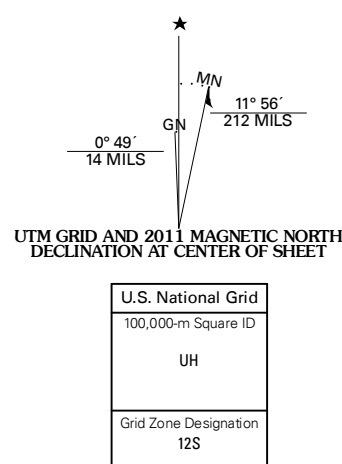 ★
MN
GN
11° 56´
212 MILS
0° 49´
14 MILS
UTM GRID AND 2011 MAGNETIC NORTH
DECLINATION AT CENTER OF SHEET
U.S. National Grid
100,000-m Square ID
UH
Grid Zone Designation
12S